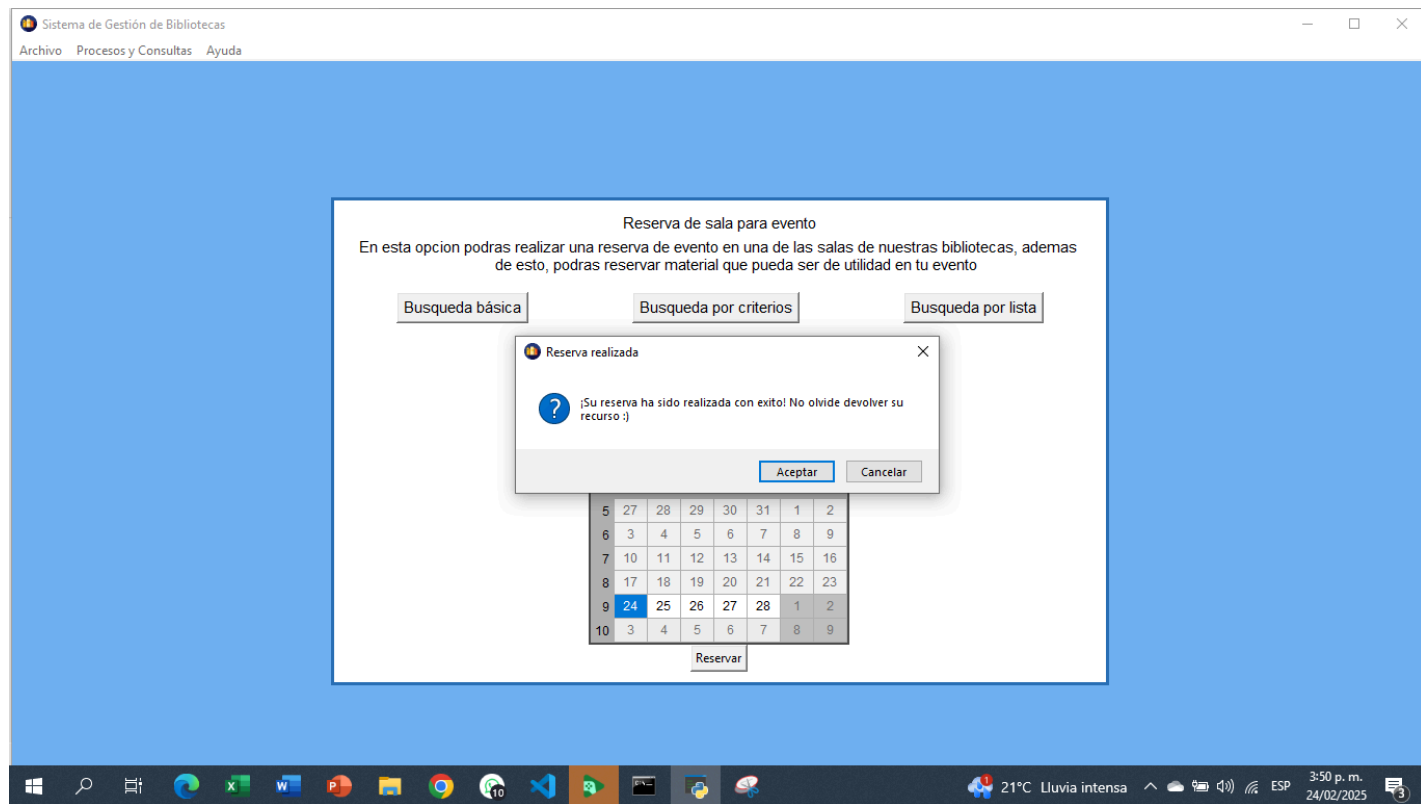 Sistema de Gestión de Bibliotecas
Archivo Procesos y Consultas Ayuda
Reserva de sala para evento
En esta opcion podras realizar una reserva de evento en una de las salas de nuestras bibliotecas, ademas
de esto, podras reservar material que pueda ser de utilidad en tu evento
Busqueda básica Busqueda por criterios Busqueda por lista
Reserva realizada
¡Su reserva ha sido realizada con exito! No olvide devolver su
recurso :)
Aceptar Cancelar
5 27 28 29 30 31 1 2
6 3 4 5 6 7 8 9
7 10 11 12 13 14 15 16
8 17 18 19 20 21 22 23
9 24 25 26 27 28 1 2
10 3 4 5 6 7 8 9
Reservar
21°C Lluvia intensa ESP 3:50 p. m.
24/02/2025